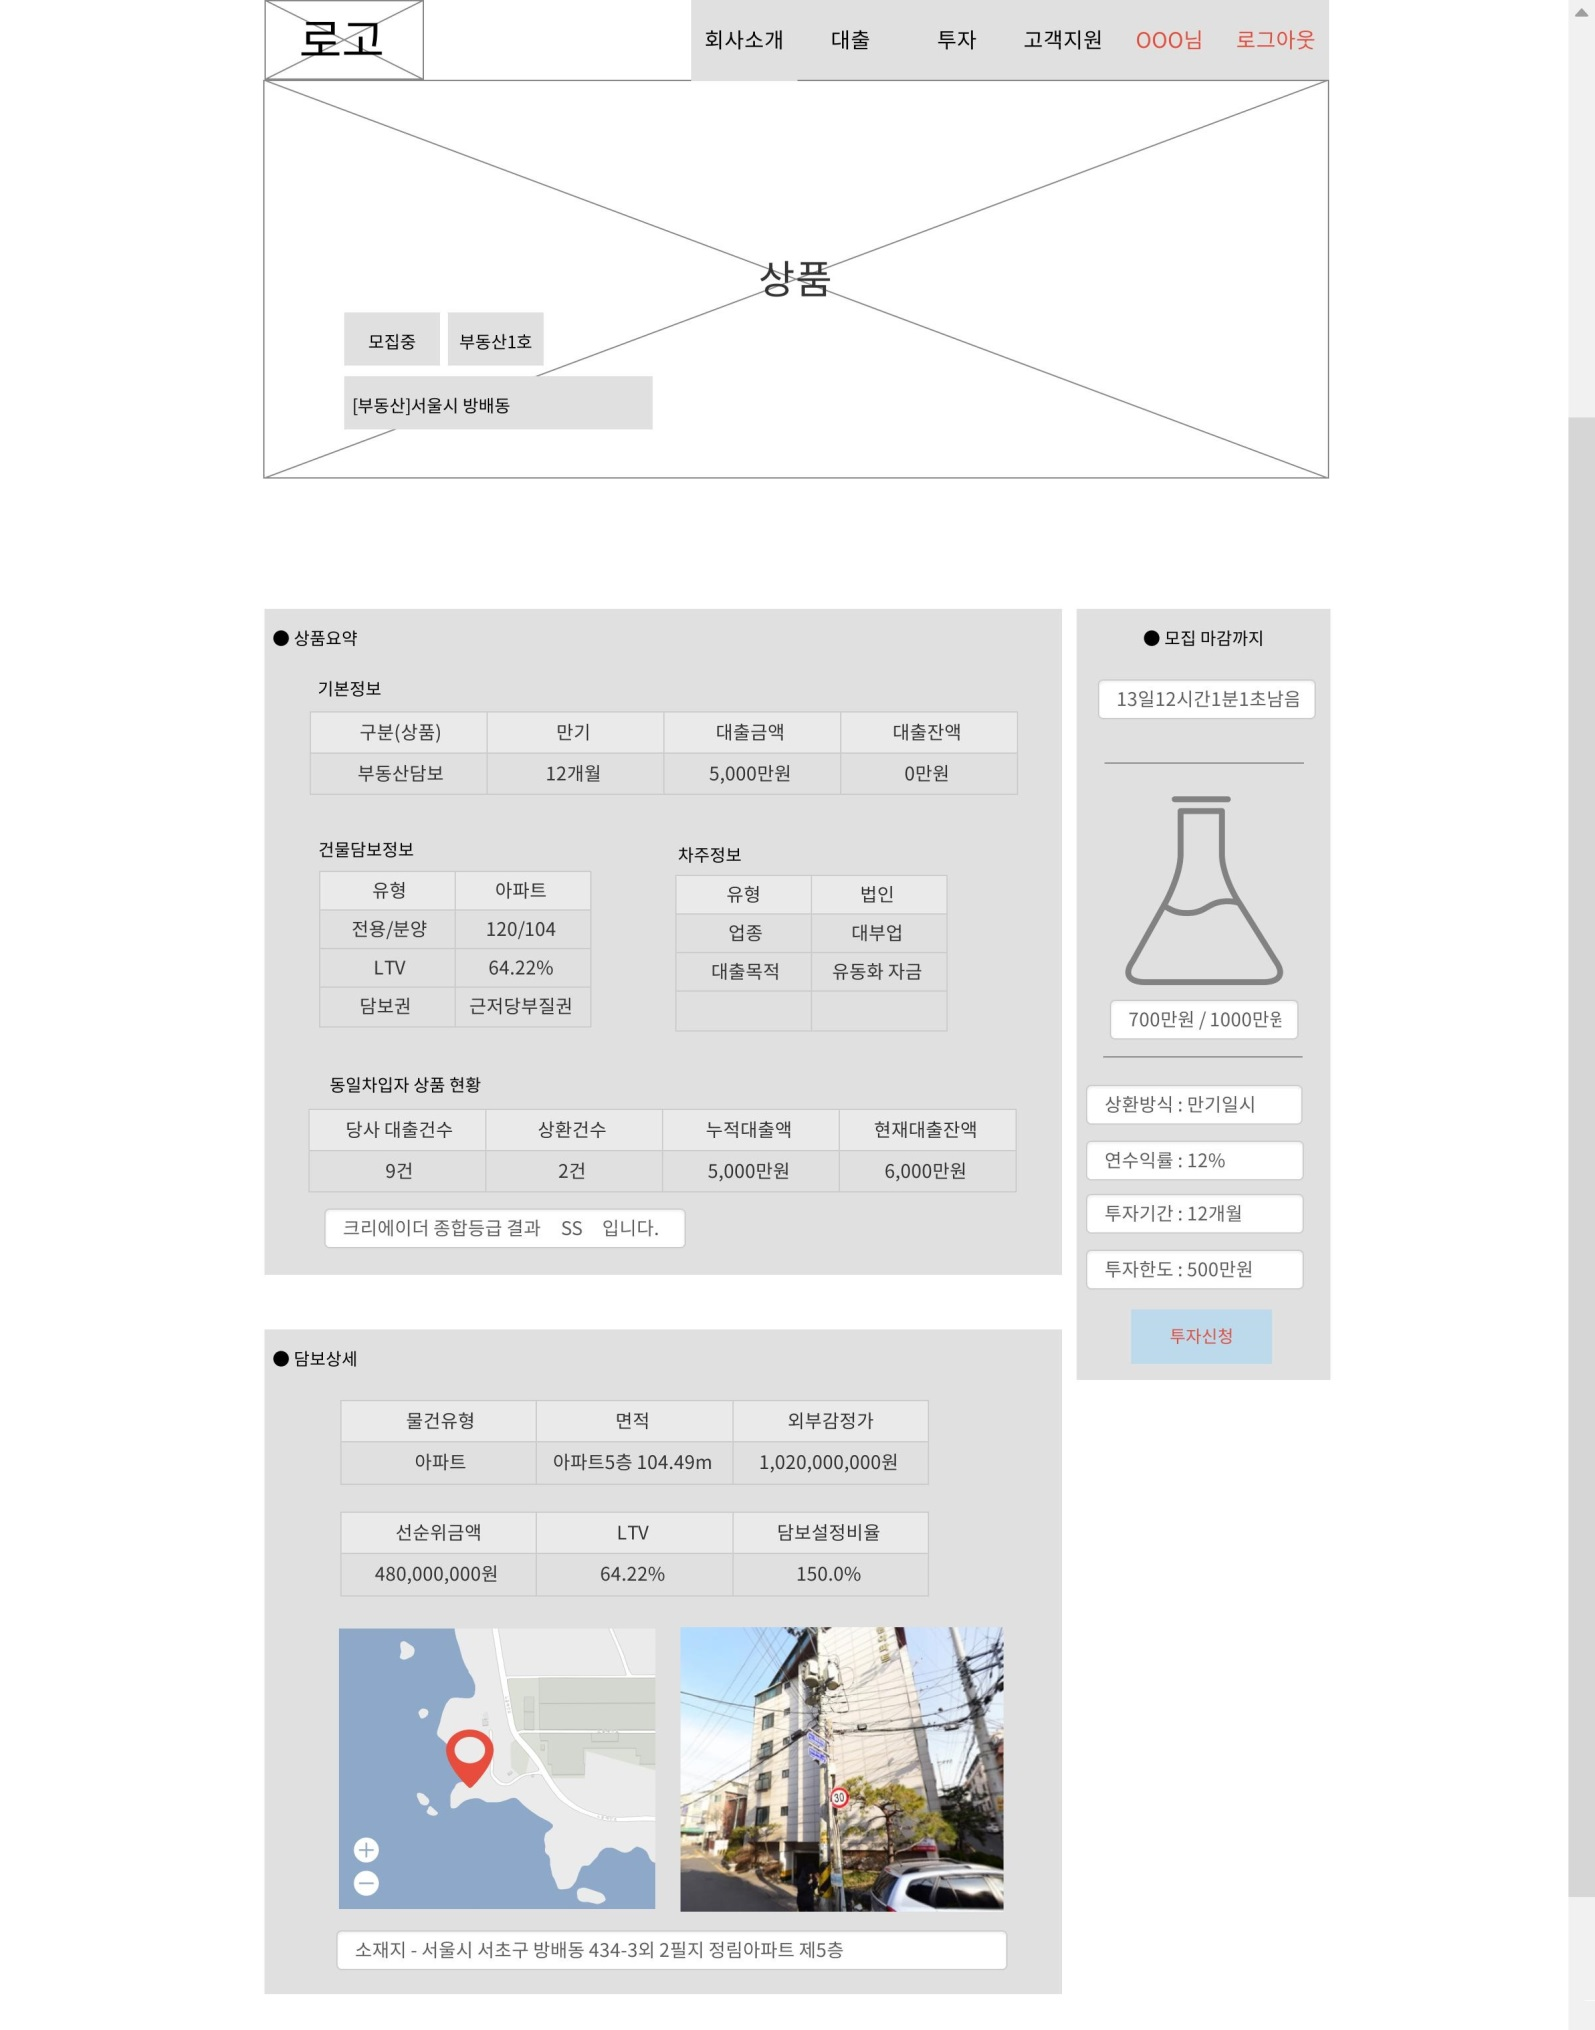 로고
회사소개 대출 투자 고객지원 OOO님 로그아웃
상품
모집중 부동산1호
[부동산]서울시 방배동
● 상품요약
기본정보
구분(상품) 만기 대출금액 대출잔액
부동산담보 12개월 5,000만원 0만원
건물담보정보
유형 아파트
전용/분양 120/104
LTV 64.22%
담보권 근저당부질권
차주정보
유형 법인
업종 대부업
대출목적 유동화 자금
동일차입자 상품 현황
당사 대출건수 상환건수 누적대출액 현재대출잔액
9건 2건 5,000만원 6,000만원
크리에이더 종합등급 결과 SS 입니다.
● 모집 마감까지
13일12시간1분1초남음
700만원 / 1000만원
상환방식 : 만기일시
연수익률 : 12%
투자기간 : 12개월
투자한도 : 500만원
투자신청
● 담보상세
물건유형 면적 외부감정가
아파트 아파트5층 104.49m 1,020,000,000원
선순위금액 LTV 담보설정비율
480,000,000원 64.22% 150.0%
30
소재지 - 서울시 서초구 방배동 434-3외 2필지 정림아파트 제5층